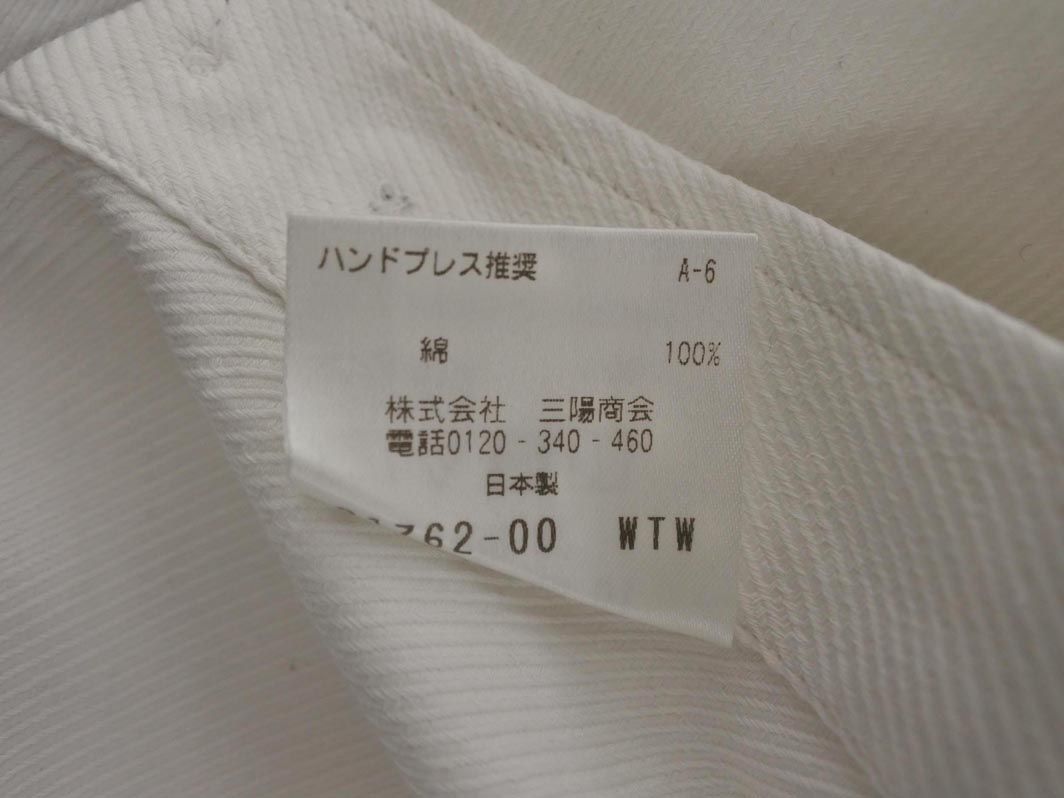 ハンドプレス推奨 A-6
綿 100%
株式会社 三陽商会
電話0120-340-460
日本製
62-00 WTW